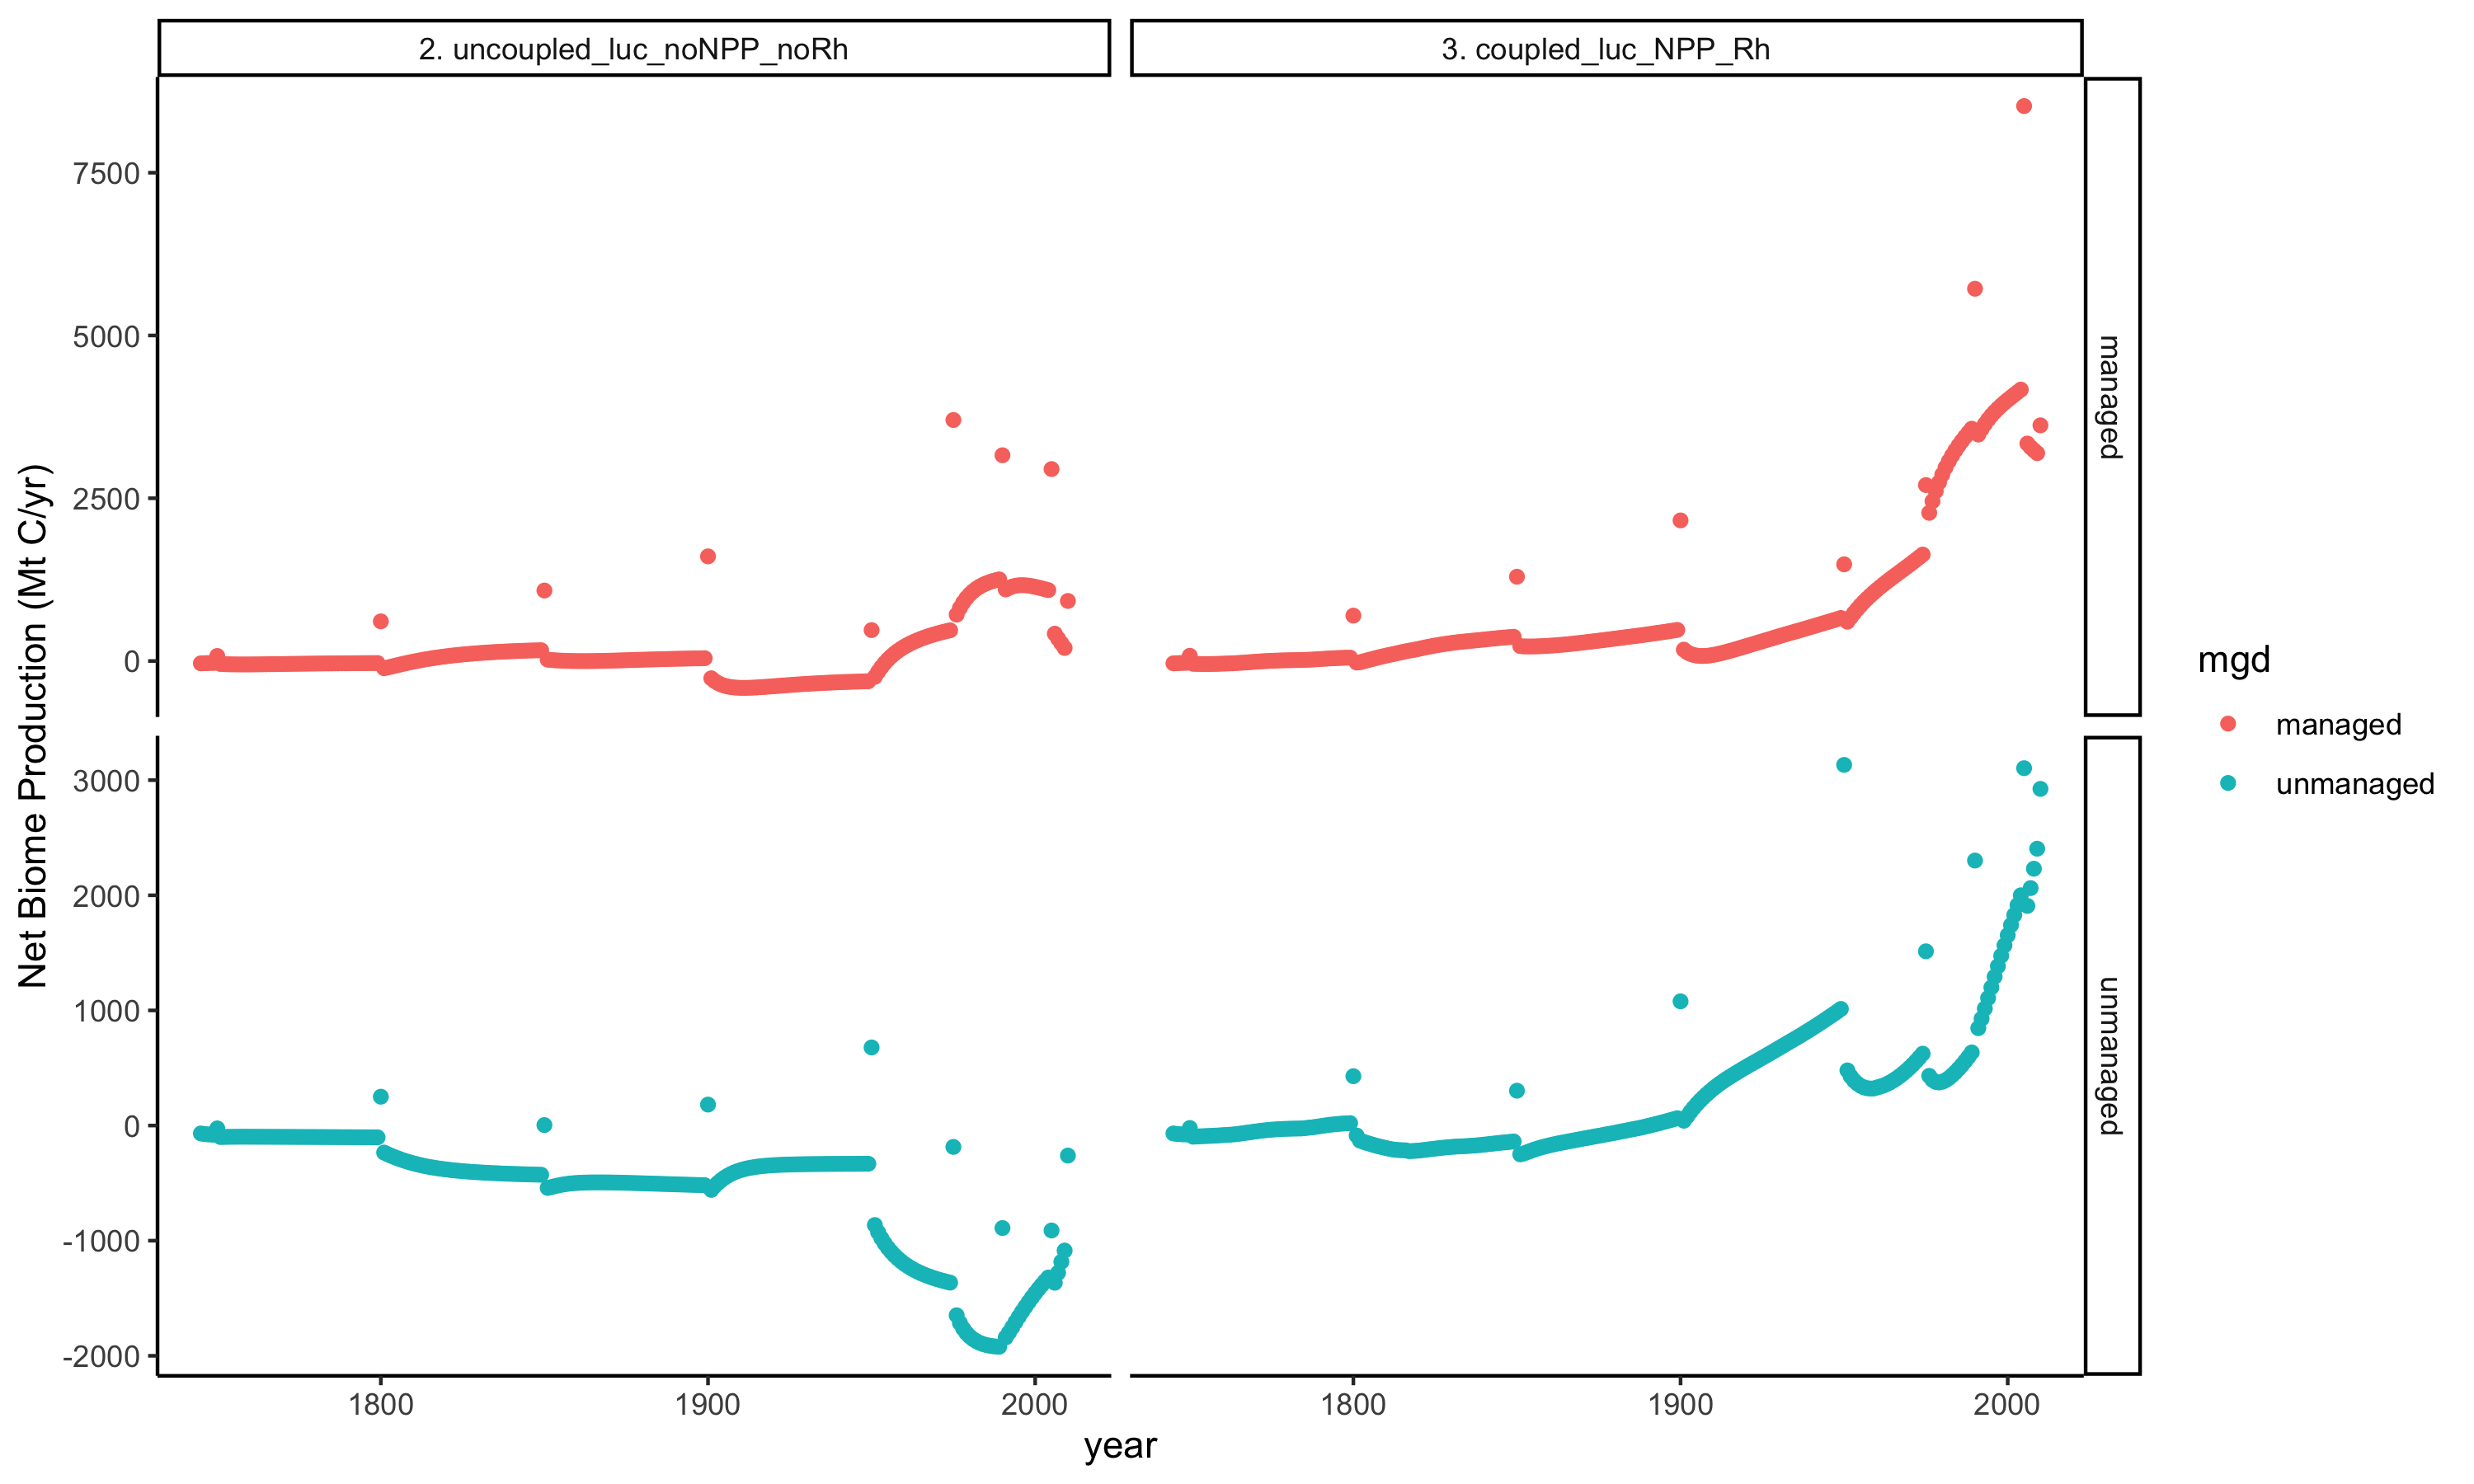 2. uncoupled_luc_noNPP_noRh
3. coupled_luc_NPP_Rh
Net Biome Production (Mt C/yr)
7500
5000
2500
0
managed
3000
2000
1000
0
-1000
-2000
unmanaged
1800
1900
2000
1800
1900
2000
year
mgd
managed
unmanaged